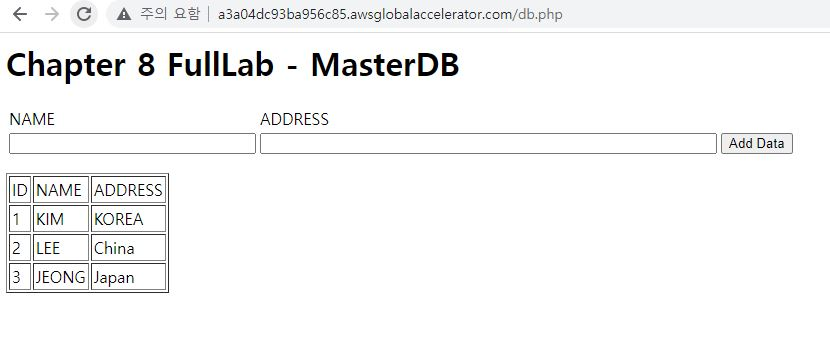 주의 요함 a3a04dc93ba956c85.awsglobalaccelerator.com/db.php
Chapter 8 FullLab - MasterDB
NAME ADDRESS
Add Data
ID NAME ADDRESS
1 KIM KOREA
2 LEE China
3 JEONG Japan